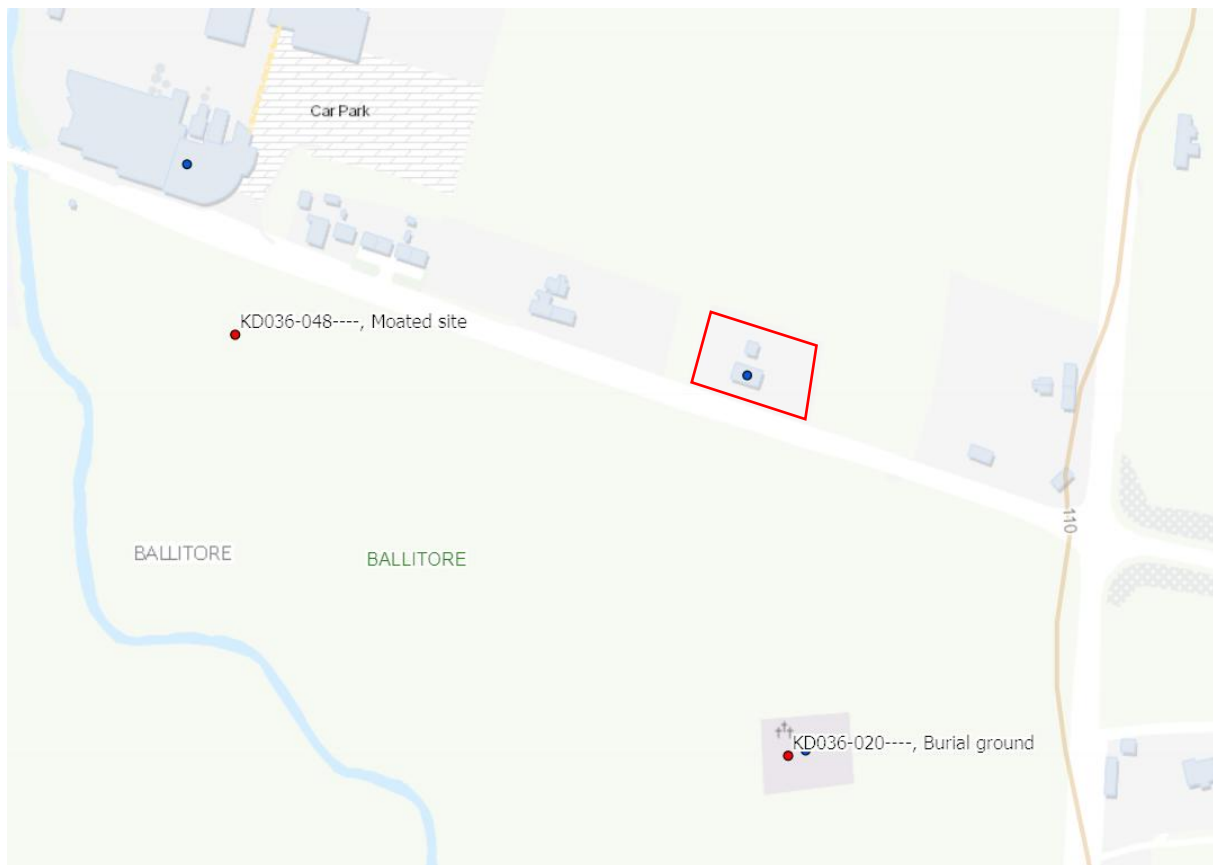 Car Park
KD036-048----, Moated site
110
BALLITORE
BALLITORE
KD036-020----, Burial ground